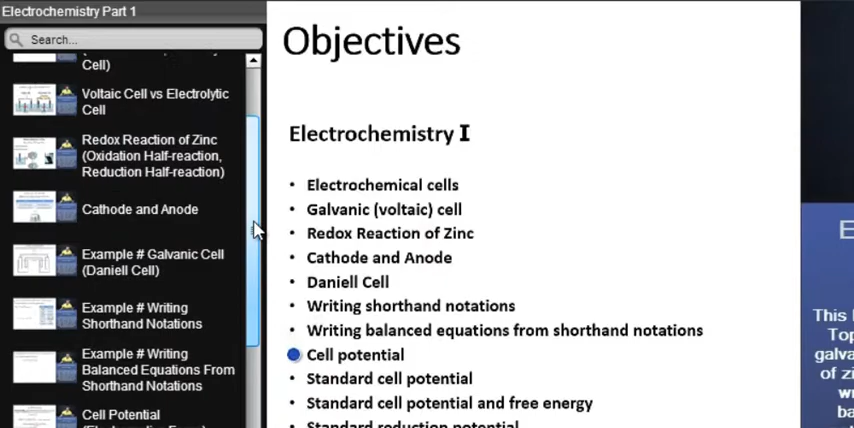 Electrochemistry Part 1
Search...
Cell)
Voltaic Cell vs Electrolytic
Cell
Redox Reaction of Zinc
(Oxidation Half-reaction,
Reduction Half-reaction)
Cathode and Anode
Example # Galvanic Cell
(Daniell Cell)
Example # Writing
Shorthand Notations
Example # Writing
Balanced Equations From
Shorthand Notations
Cell Potential
Objectives
Electrochemistry I
• Electrochemical cells
• Galvanic (voltaic) cell
• Redox Reaction of Zinc
• Cathode and Anode
• Daniell Cell
• Writing shorthand notations
• Writing balanced equations from shorthand notations
Cell potential
• Standard cell potential
• Standard cell potential and free energy
• Standard reduction potential
E
This
Top
galva
of zi
w
ba